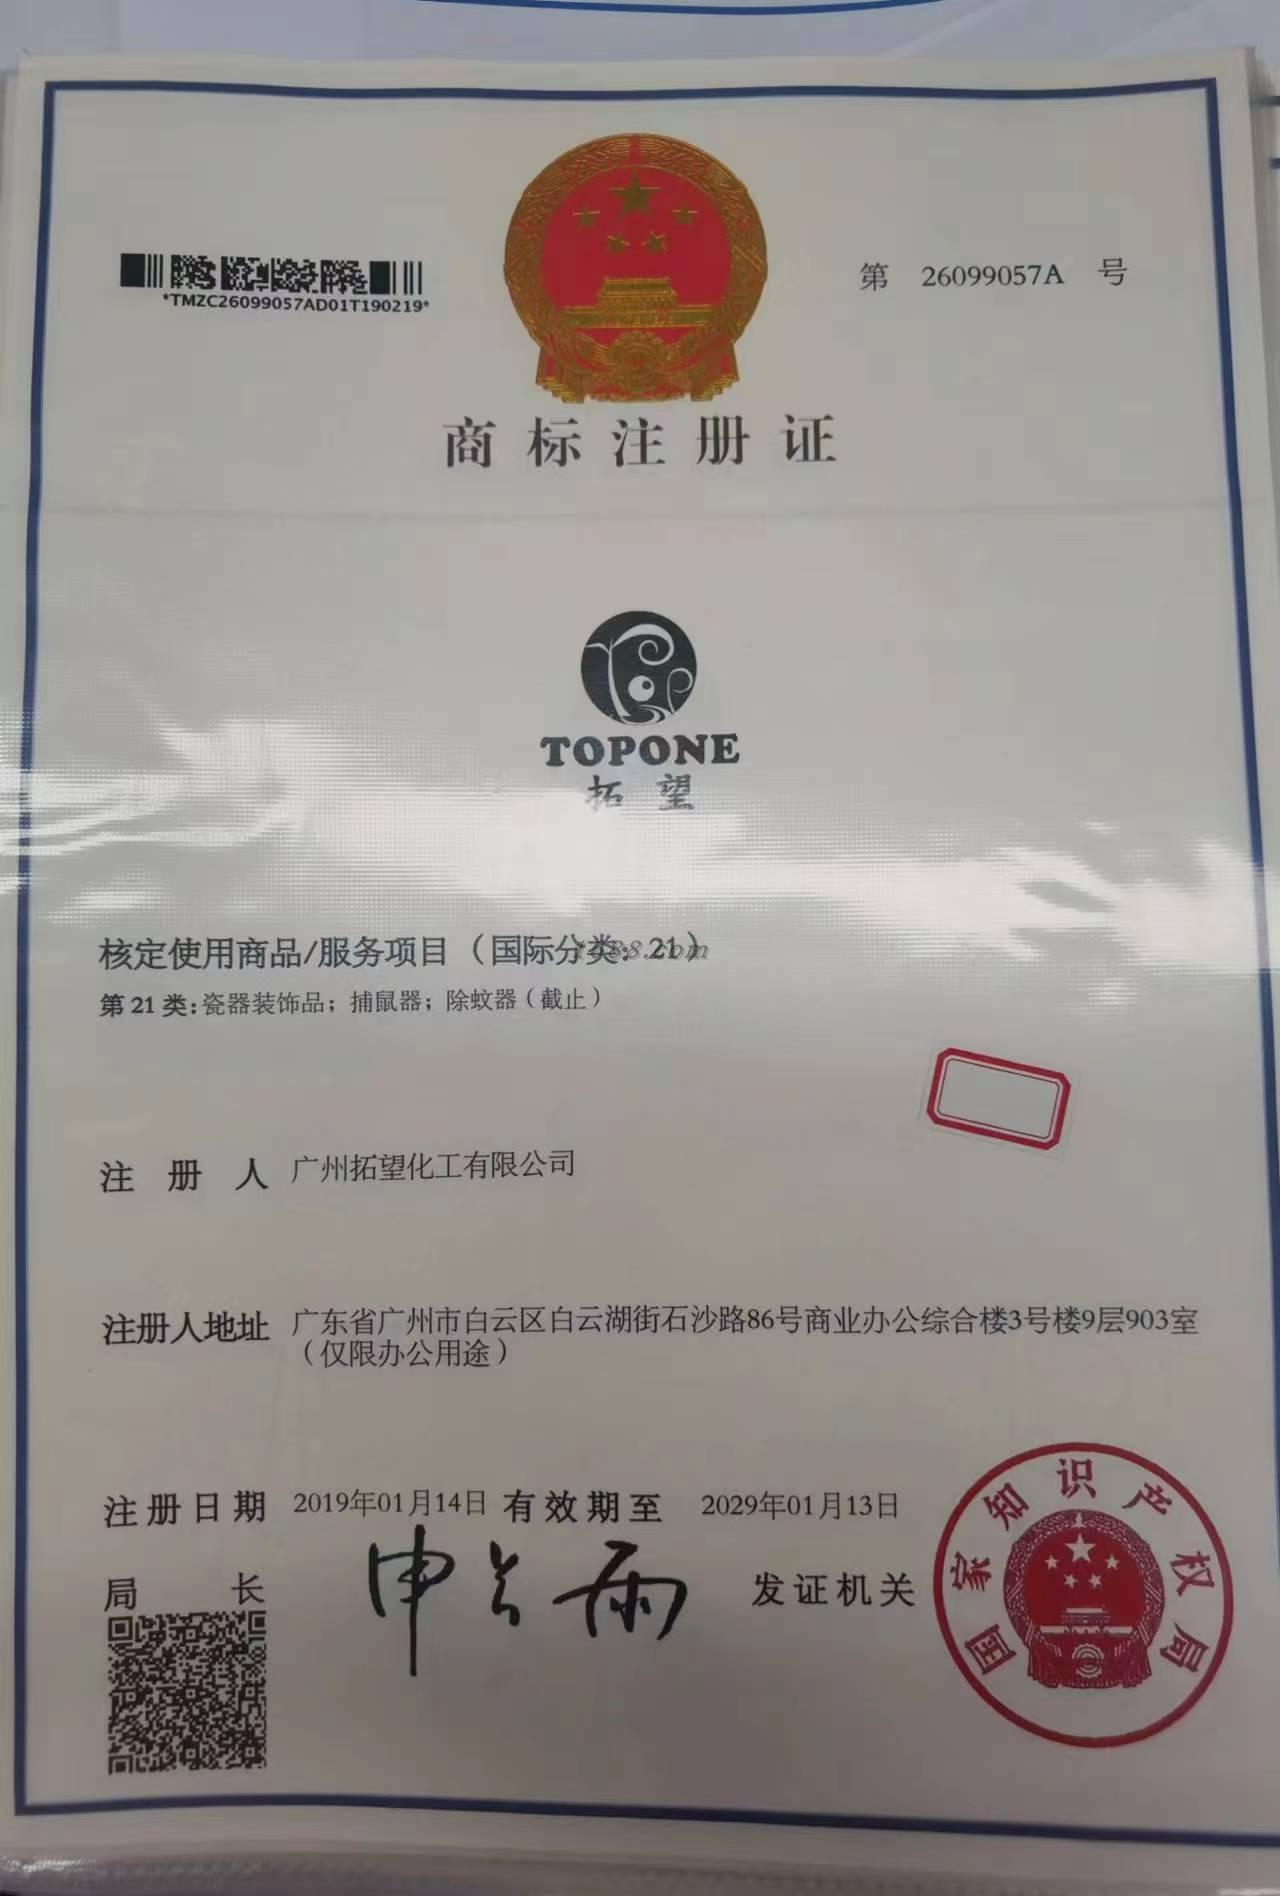 *TMZC26099057AD01T190219*
第 26099057A 号
商标注册证
TOPONE
拓望
核定使用商品/服务项目（国际分类：21）
第21类：瓷器装饰品；捕鼠器；除蚊器（截止）
注册人 广州拓望化工有限公司
注册人地址 广东省广州市白云区白云湖街石沙路86号商业办公综合楼3号楼9层903室
（仅限办公用途）
注册日期 2019年01月14日 有效期至 2029年01月13日
局长 申长雨 发证机关
国家知识产权局